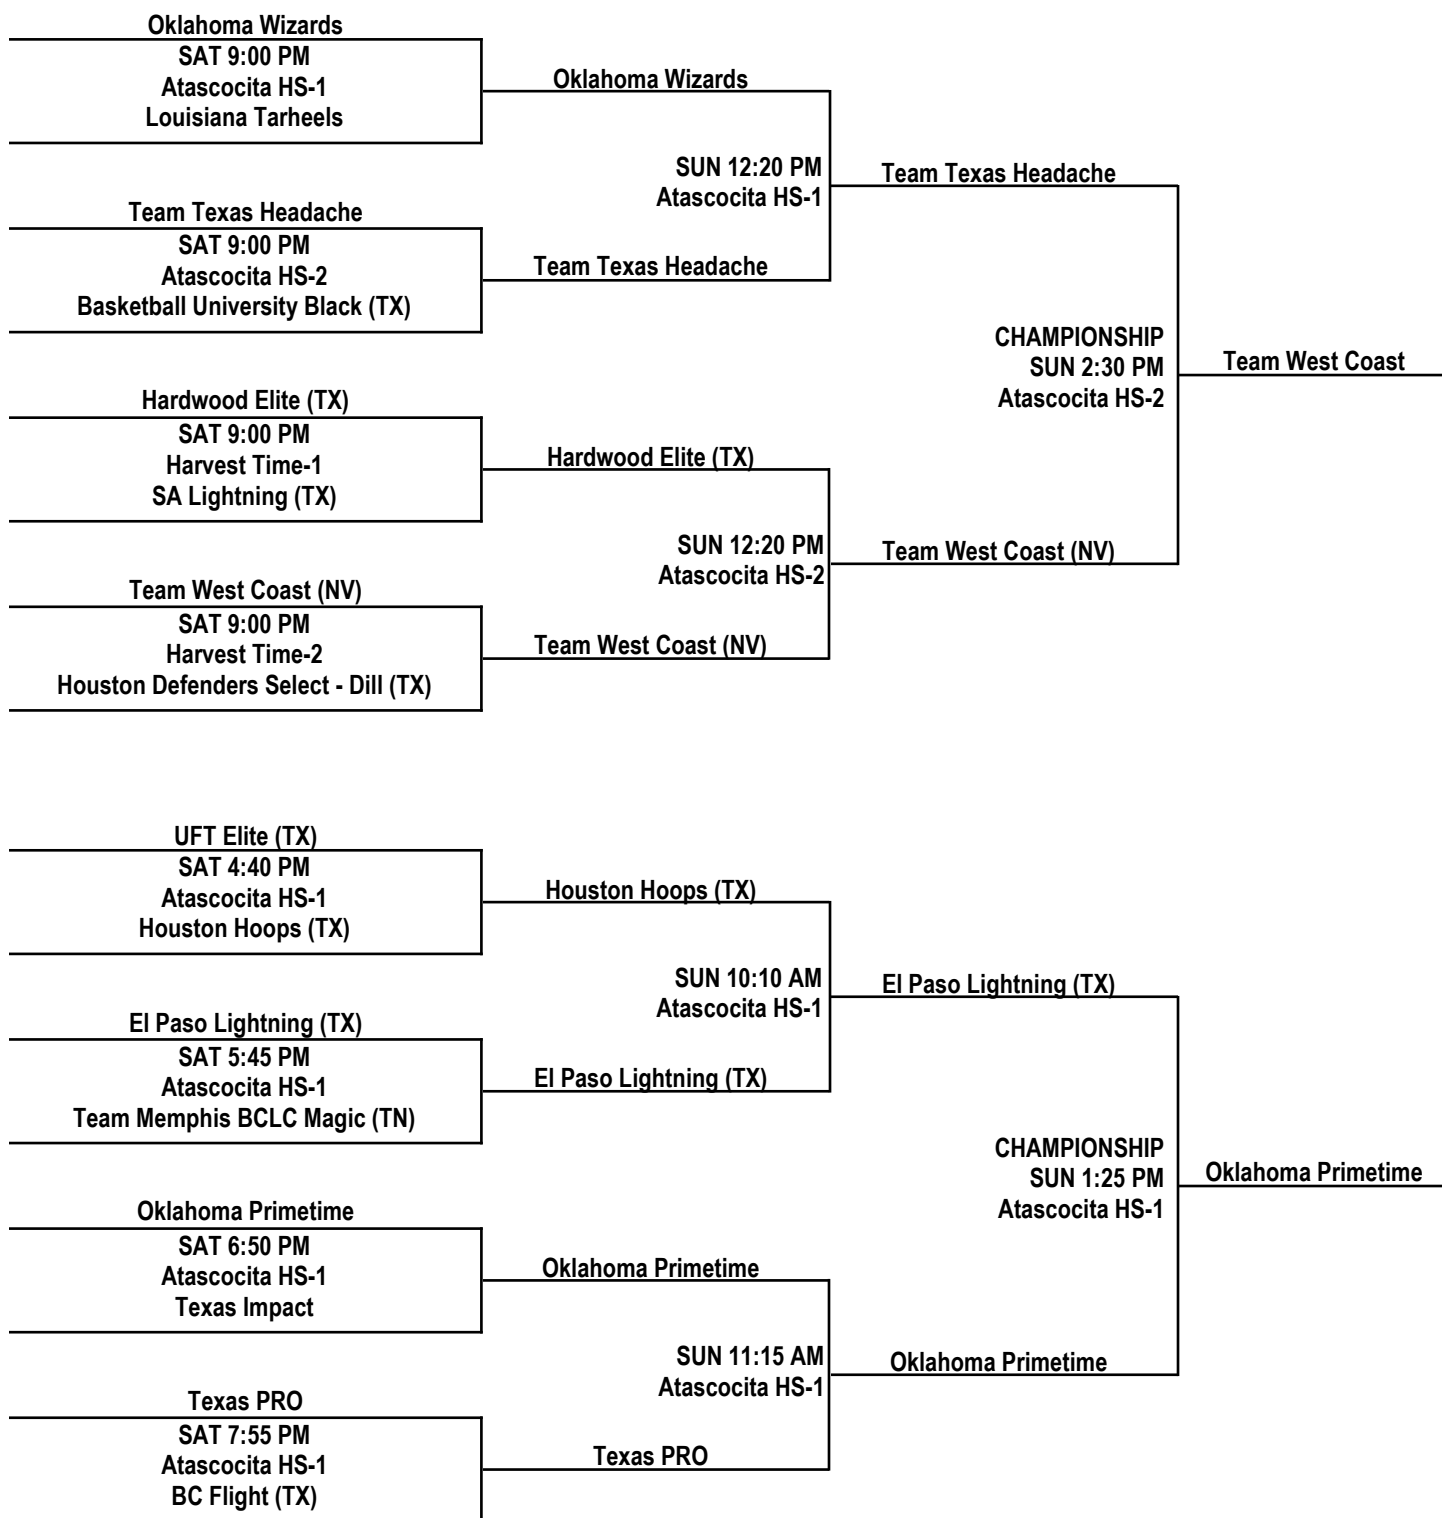 Oklahoma Wizards
SAT 9:00 PM
Atascocita HS-1
Louisiana Tarheels
Team Texas Headache
SAT 9:00 PM
Atascocita HS-2
Basketball University Black (TX)
Hardwood Elite (TX)
SAT 9:00 PM
Harvest Time-1
SA Lightning (TX)
Team West Coast (NV)
SAT 9:00 PM
Harvest Time-2
Houston Defenders Select - Dill (TX)
Oklahoma Wizards
SUN 12:20 PM
Atascocita HS-1
Team Texas Headache
Hardwood Elite (TX)
SUN 12:20 PM
Atascocita HS-2
Team West Coast (NV)
Team Texas Headache
CHAMPIONSHIP
SUN 2:30 PM
Atascocita HS-2
Team West Coast (NV)
Team West Coast
UFT Elite (TX)
SAT 4:40 PM
Atascocita HS-1
Houston Hoops (TX)
El Paso Lightning (TX)
SAT 5:45 PM
Atascocita HS-1
Team Memphis BCLC Magic (TN)
Oklahoma Primetime
SAT 6:50 PM
Atascocita HS-1
Texas Impact
Texas PRO
SAT 7:55 PM
Atascocita HS-1
BC Flight (TX)
Houston Hoops (TX)
SUN 10:10 AM
Atascocita HS-1
El Paso Lightning (TX)
Oklahoma Primetime
SUN 11:15 AM
Atascocita HS-1
Texas PRO
El Paso Lightning (TX)
CHAMPIONSHIP
SUN 1:25 PM
Atascocita HS-1
Oklahoma Primetime
Oklahoma Primetime